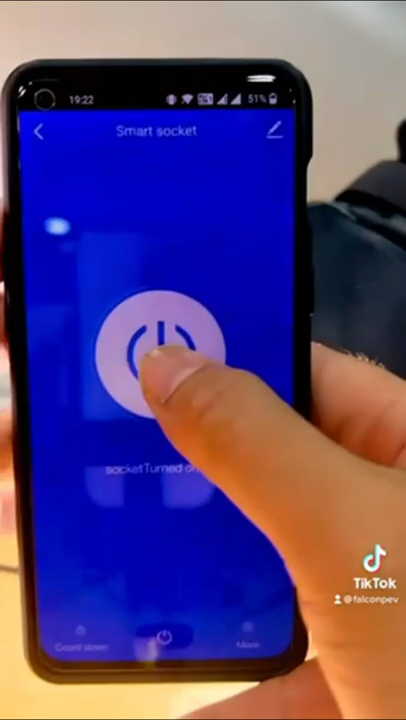 19:22
51%
Smart socket
socketTurned on
Count down
More
TikTok
@falconpev